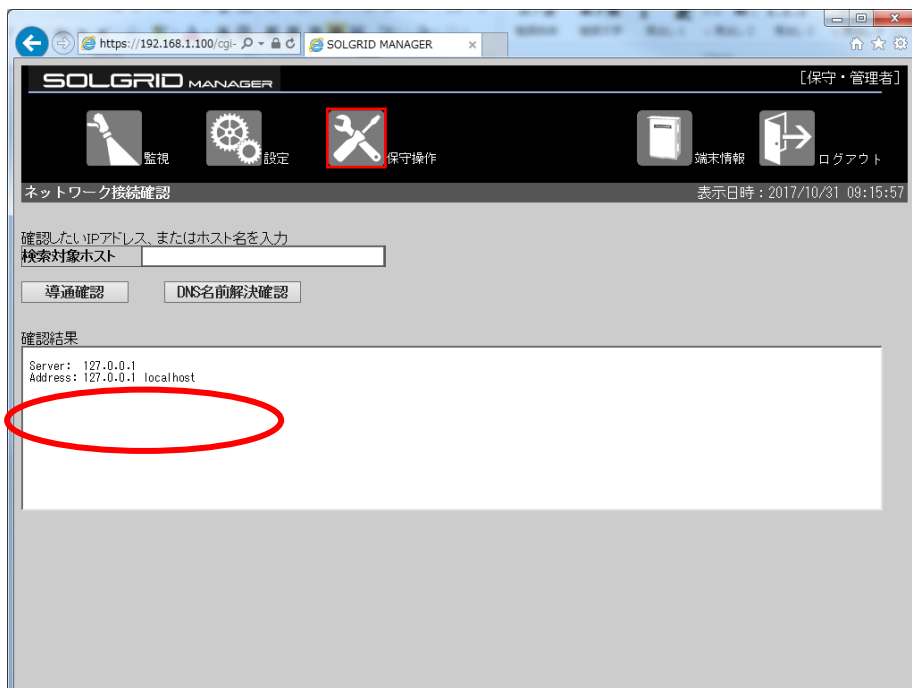 https://192.168.1.100/cgi-
SOLGRID MANAGER
SOLGRID MANAGER
[保守・管理者]
監視
設定
保守操作
端末情報
ログアウト
ネットワーク接続確認
表示日時：2017/10/31 09:15:57
確認したいIPアドレス、またはホスト名を入力
検索対象ホスト
導通確認
DNS名前解決確認
確認結果
Server: 127.0.0.1
Address: 127.0.0.1 localhost